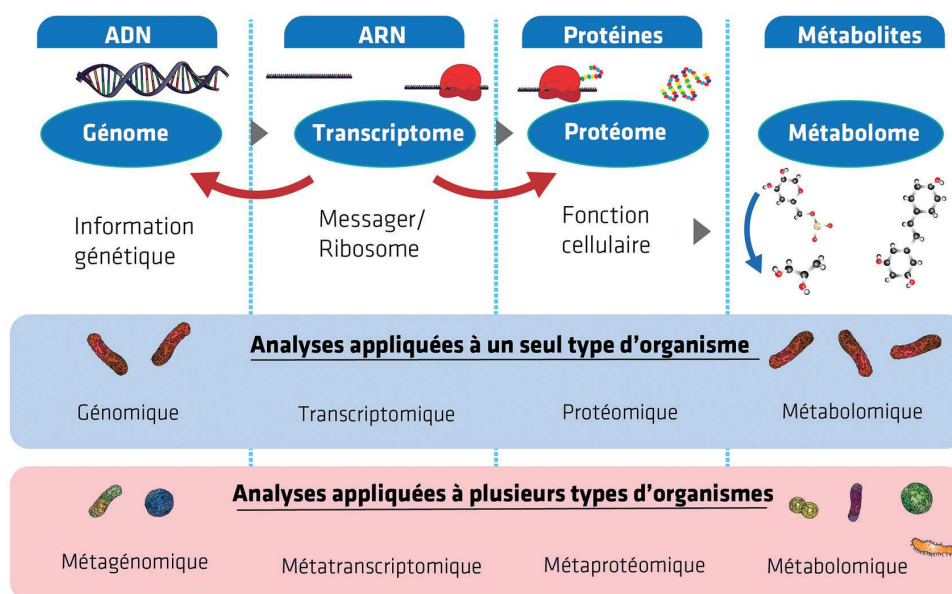 ADN
ARN
Protéines
Métabolites
Génome
Transcriptome
Protéome
Métabolome
Information
génétique
Messager/
Ribosome
Fonction
cellulaire
Analyses appliquées à un seul type d’organisme
Génomique
Transcriptomique
Protéomique
Métabolomique
Analyses appliquées à plusieurs types d’organismes
Métagénomique
Métatranscriptomique
Métaprotéomique
Métabolomique